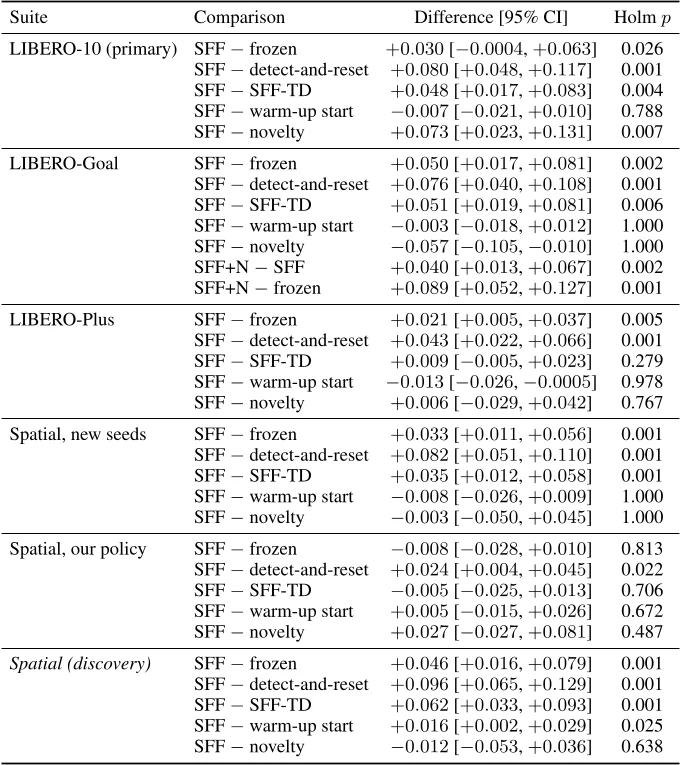 Suite Comparison Difference [95% CI] Holm p
LIBERO-10 (primary) SFF − frozen +0.030 [−0.0004, +0.063] 0.026
SFF − detect-and-reset +0.080 [+0.048, +0.117] 0.001
SFF − SFF-TD +0.048 [+0.017, +0.083] 0.004
SFF − warm-up start −0.007 [−0.021, +0.010] 0.788
SFF − novelty +0.073 [+0.023, +0.131] 0.007
LIBERO-Goal SFF − frozen +0.050 [+0.017, +0.081] 0.002
SFF − detect-and-reset +0.076 [+0.040, +0.108] 0.001
SFF − SFF-TD +0.051 [+0.019, +0.081] 0.006
SFF − warm-up start −0.003 [−0.018, +0.012] 1.000
SFF − novelty −0.057 [−0.105, −0.010] 1.000
SFF+N − SFF +0.040 [+0.013, +0.067] 0.002
SFF+N − frozen +0.089 [+0.052, +0.127] 0.001
LIBERO-Plus SFF − frozen +0.021 [+0.005, +0.037] 0.005
SFF − detect-and-reset +0.043 [+0.022, +0.066] 0.001
SFF − SFF-TD +0.009 [−0.005, +0.023] 0.279
SFF − warm-up start −0.013 [−0.026, −0.0005] 0.978
SFF − novelty +0.006 [−0.029, +0.042] 0.767
Spatial, new seeds SFF − frozen +0.033 [+0.011, +0.056] 0.001
SFF − detect-and-reset +0.082 [+0.051, +0.110] 0.001
SFF − SFF-TD +0.035 [+0.012, +0.058] 0.001
SFF − warm-up start −0.008 [−0.026, +0.009] 1.000
SFF − novelty −0.003 [−0.050, +0.045] 1.000
Spatial, our policy SFF − frozen −0.008 [−0.028, +0.010] 0.813
SFF − detect-and-reset +0.024 [+0.004, +0.045] 0.022
SFF − SFF-TD −0.005 [−0.025, +0.013] 0.706
SFF − warm-up start +0.005 [−0.015, +0.026] 0.672
SFF − novelty +0.027 [−0.027, +0.081] 0.487
Spatial (discovery) SFF − frozen +0.046 [+0.016, +0.079] 0.001
SFF − detect-and-reset +0.096 [+0.065, +0.129] 0.001
SFF − SFF-TD +0.062 [+0.033, +0.093] 0.001
SFF − warm-up start +0.016 [+0.002, +0.029] 0.025
SFF − novelty −0.012 [−0.053, +0.036] 0.638